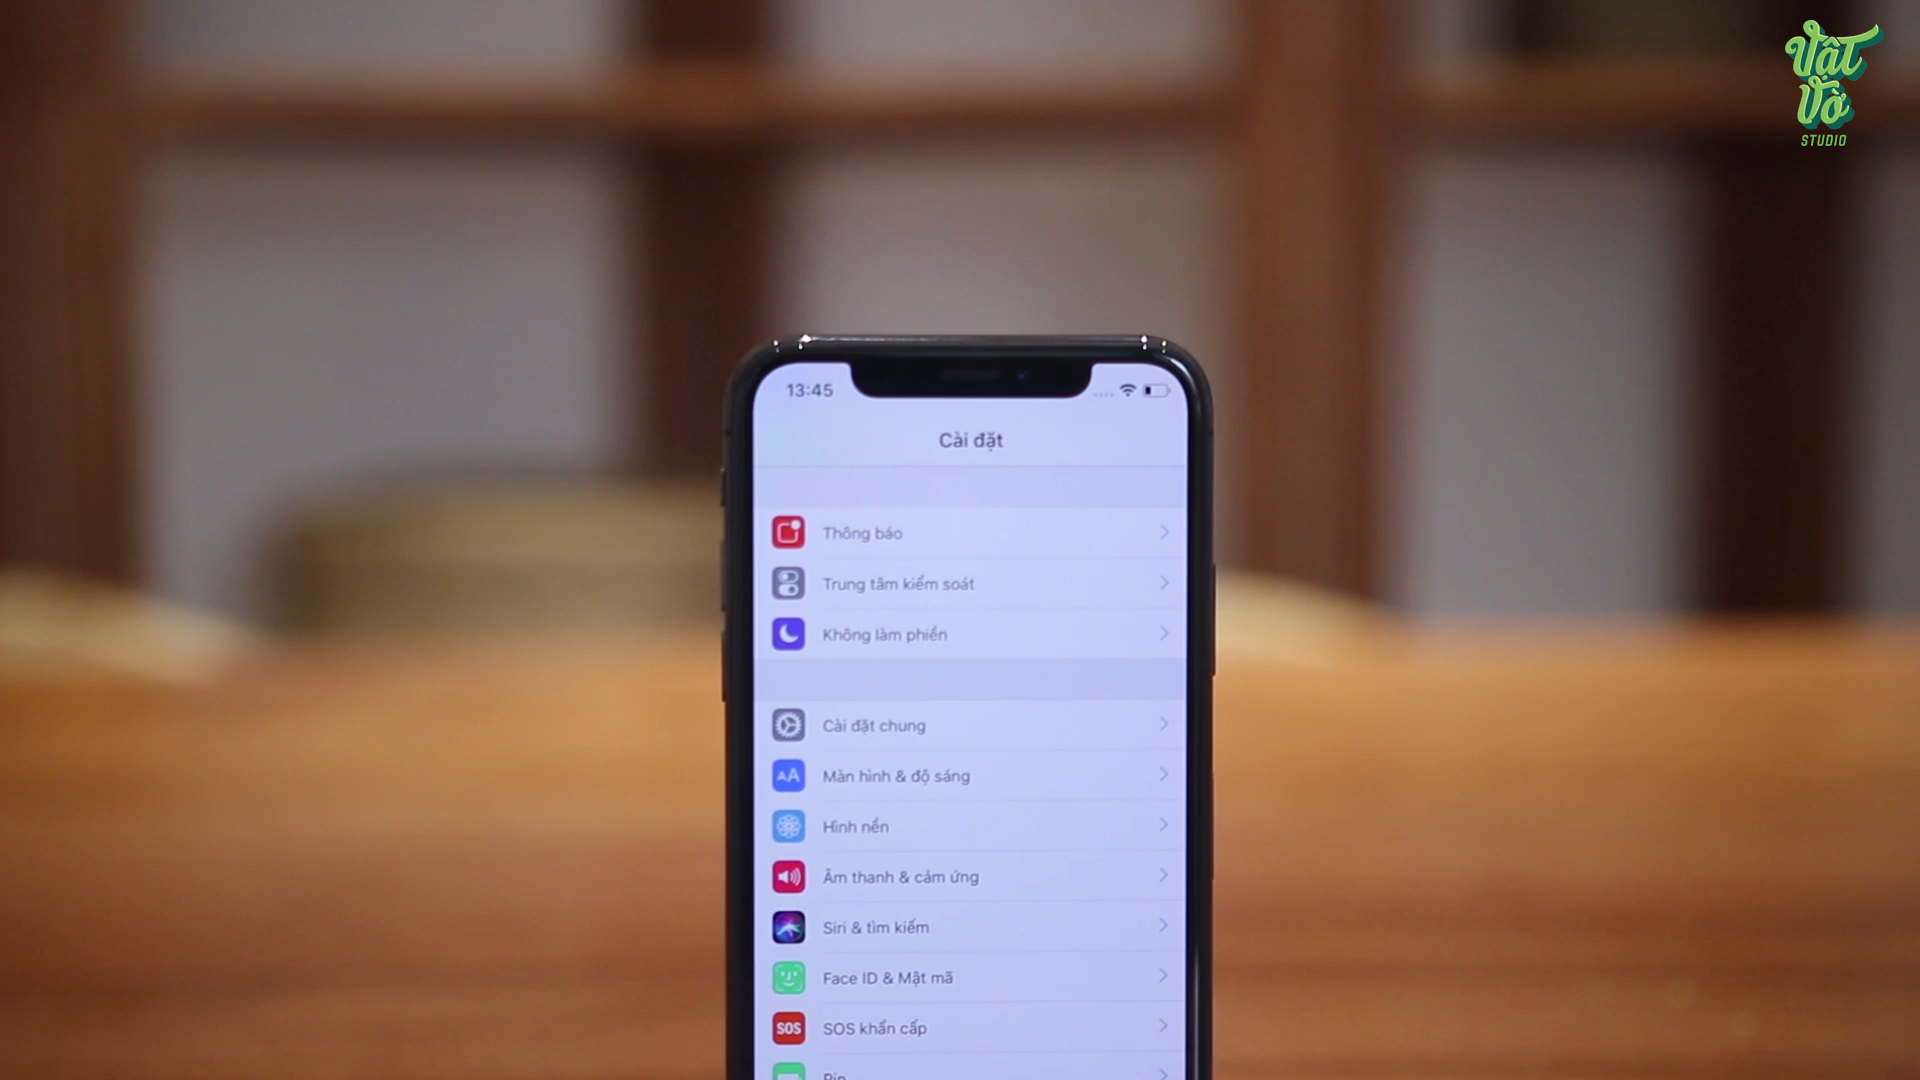 Vật
Vờ
STUDIO
13:45
Cài đặt
Thông báo
Trung tâm kiểm soát
Không làm phiền
Cài đặt chung
AA Màn hình & độ sáng
Hình nền
Âm thanh & cảm ứng
Siri & tìm kiếm
Face ID & Mật mã
SOS SOS khẩn cấp
Pin